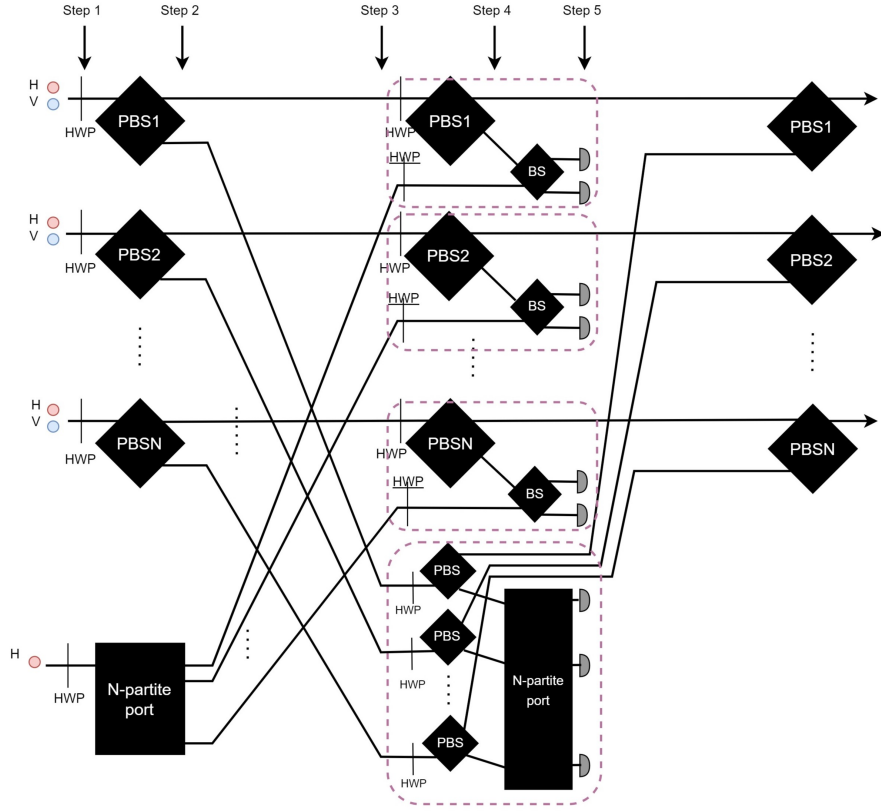 Step 1
Step 2
Step 3
Step 4
Step 5
H
V
HWP
PBS1
HWP
PBS1
HWP
BS
PBS1
H
V
HWP
PBS2
HWP
PBS2
HWP
BS
PBS2
H
V
HWP
PBSN
HWP
PBSN
HWP
BS
PBSN
PBS
HWP
PBS
HWP
H
HWP
N-partite
port
N-partite
port
PBS
HWP